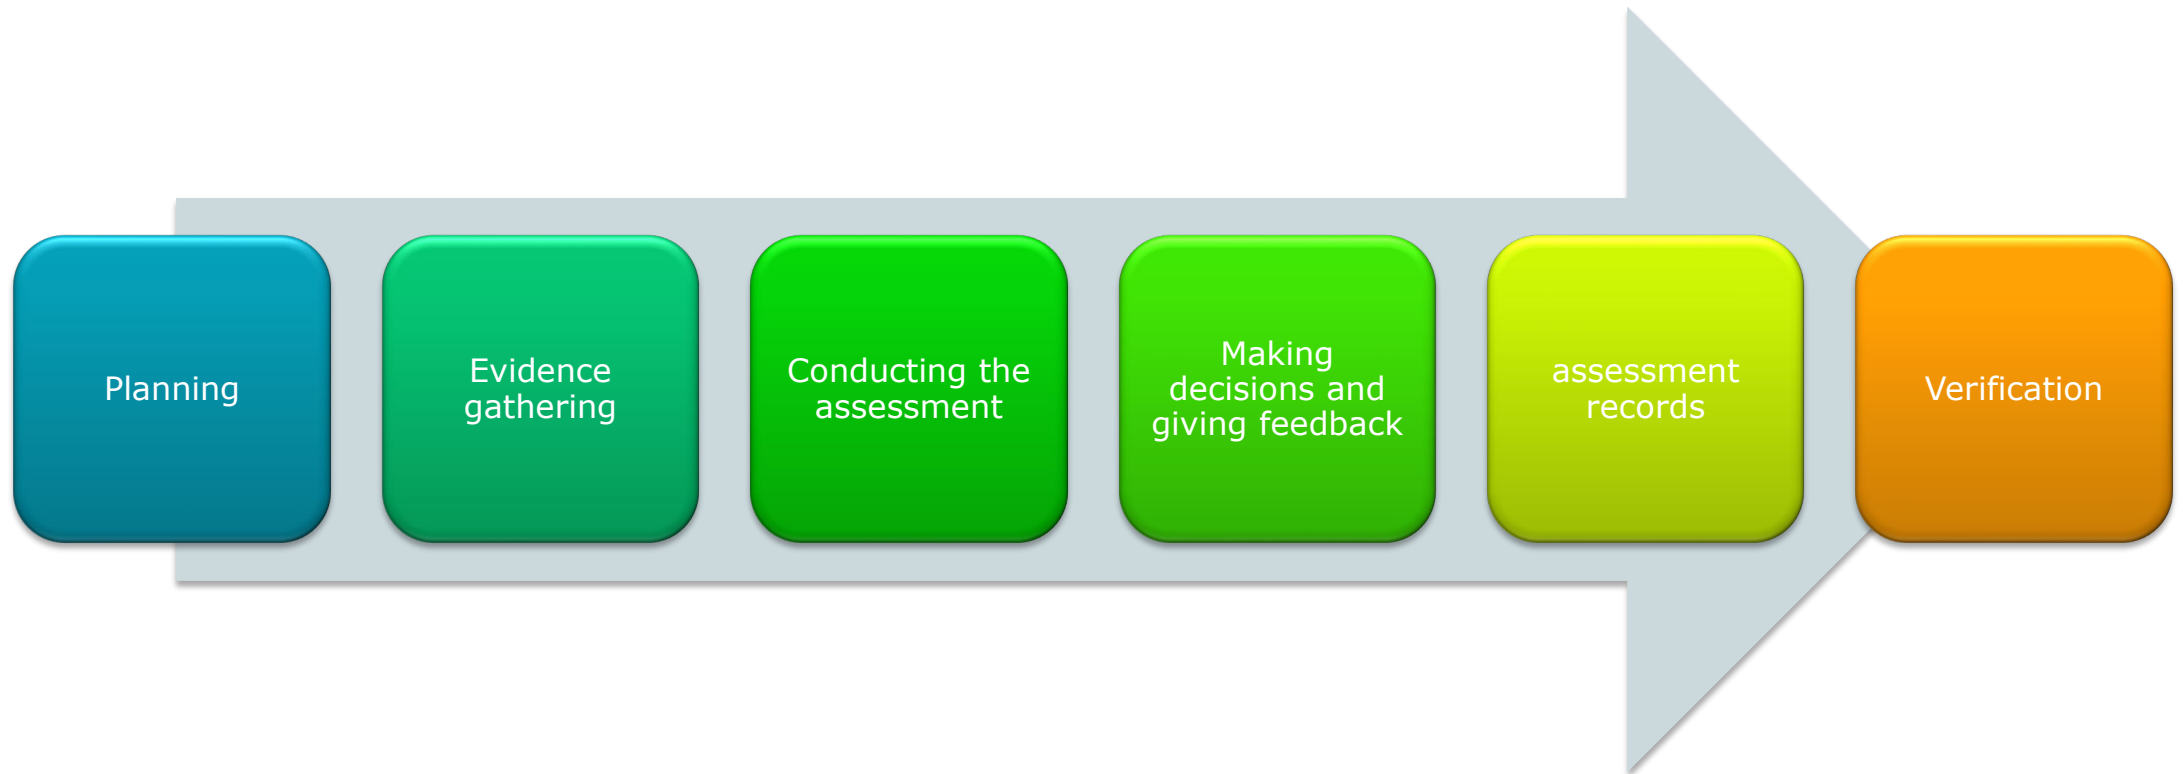 Planning
Evidence
gathering
Conducting the
assessment
Making
decisions and
giving feedback
assessment
records
Verification